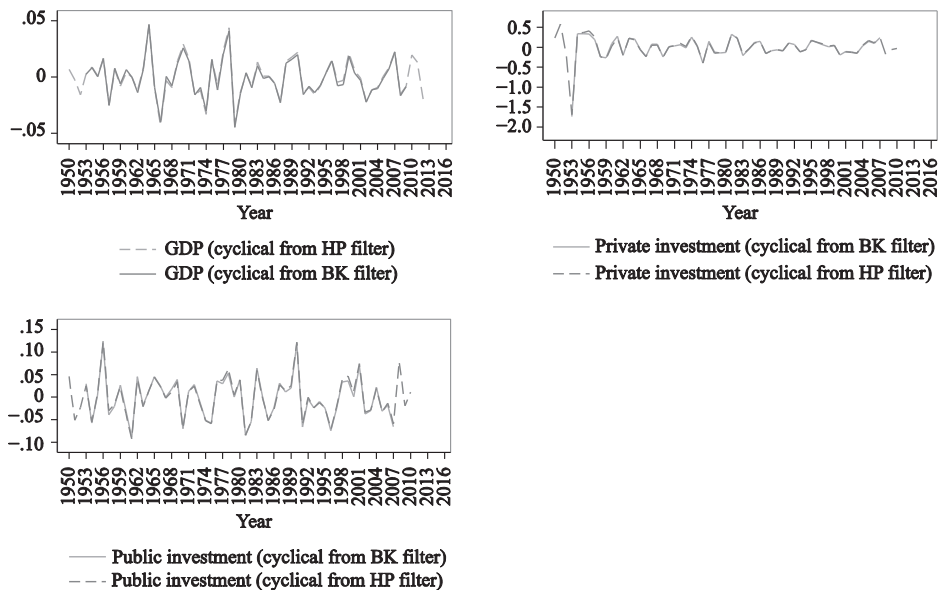 .05
0
−.05
1950 1953 1956 1959 1962 1965 1968 1971 1974 1977 1980 1983 1986 1989 1992 1995 1998 2001 2004 2007 2010 2013 2016
Year
GDP (cyclical from HP filter)
GDP (cyclical from BK filter)
0.5
0
−0.5
−1.0
−1.5
−2.0
1950 1953 1956 1959 1962 1965 1968 1971 1974 1977 1980 1983 1986 1989 1992 1995 1998 2001 2004 2007 2010 2013 2016
Year
Private investment (cyclical from BK filter)
Private investment (cyclical from HP filter)
.15
.10
.05
0
−.05
−.10
1950 1953 1956 1959 1962 1965 1968 1971 1974 1977 1980 1983 1986 1989 1992 1995 1998 2001 2004 2007 2010 2013 2016
Year
Public investment (cyclical from BK filter)
Public investment (cyclical from HP filter)